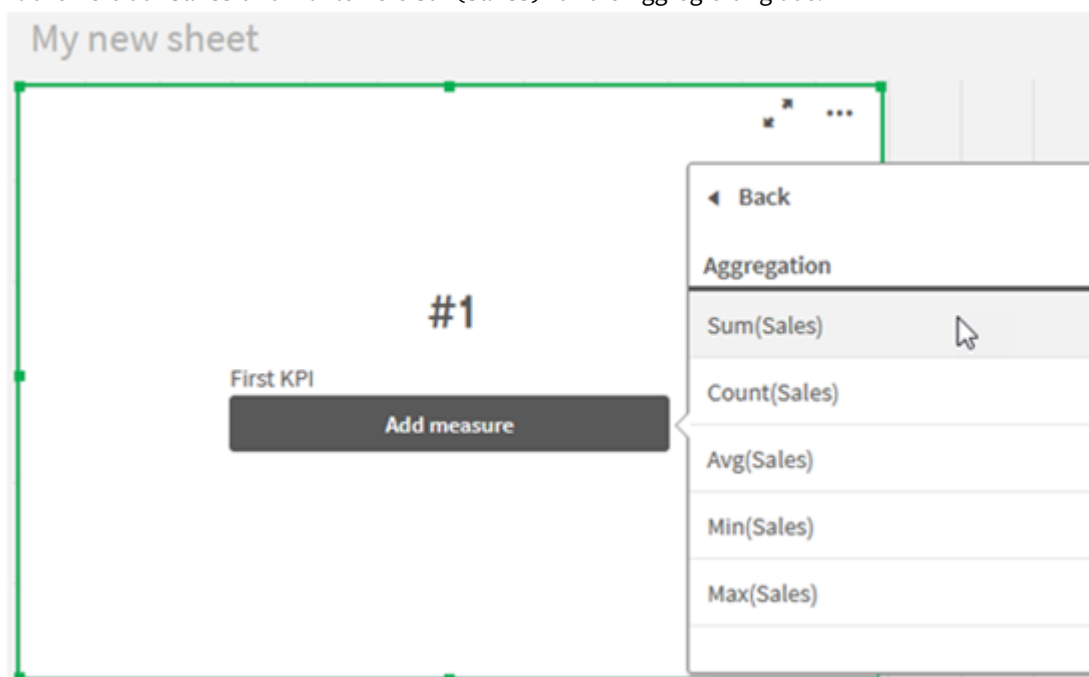 My new sheet
Back
Aggregation
#1
Sum(Sales)
First KPI
Count(Sales)
Add measure
Avg(Sales)
Min(Sales)
Max(Sales)